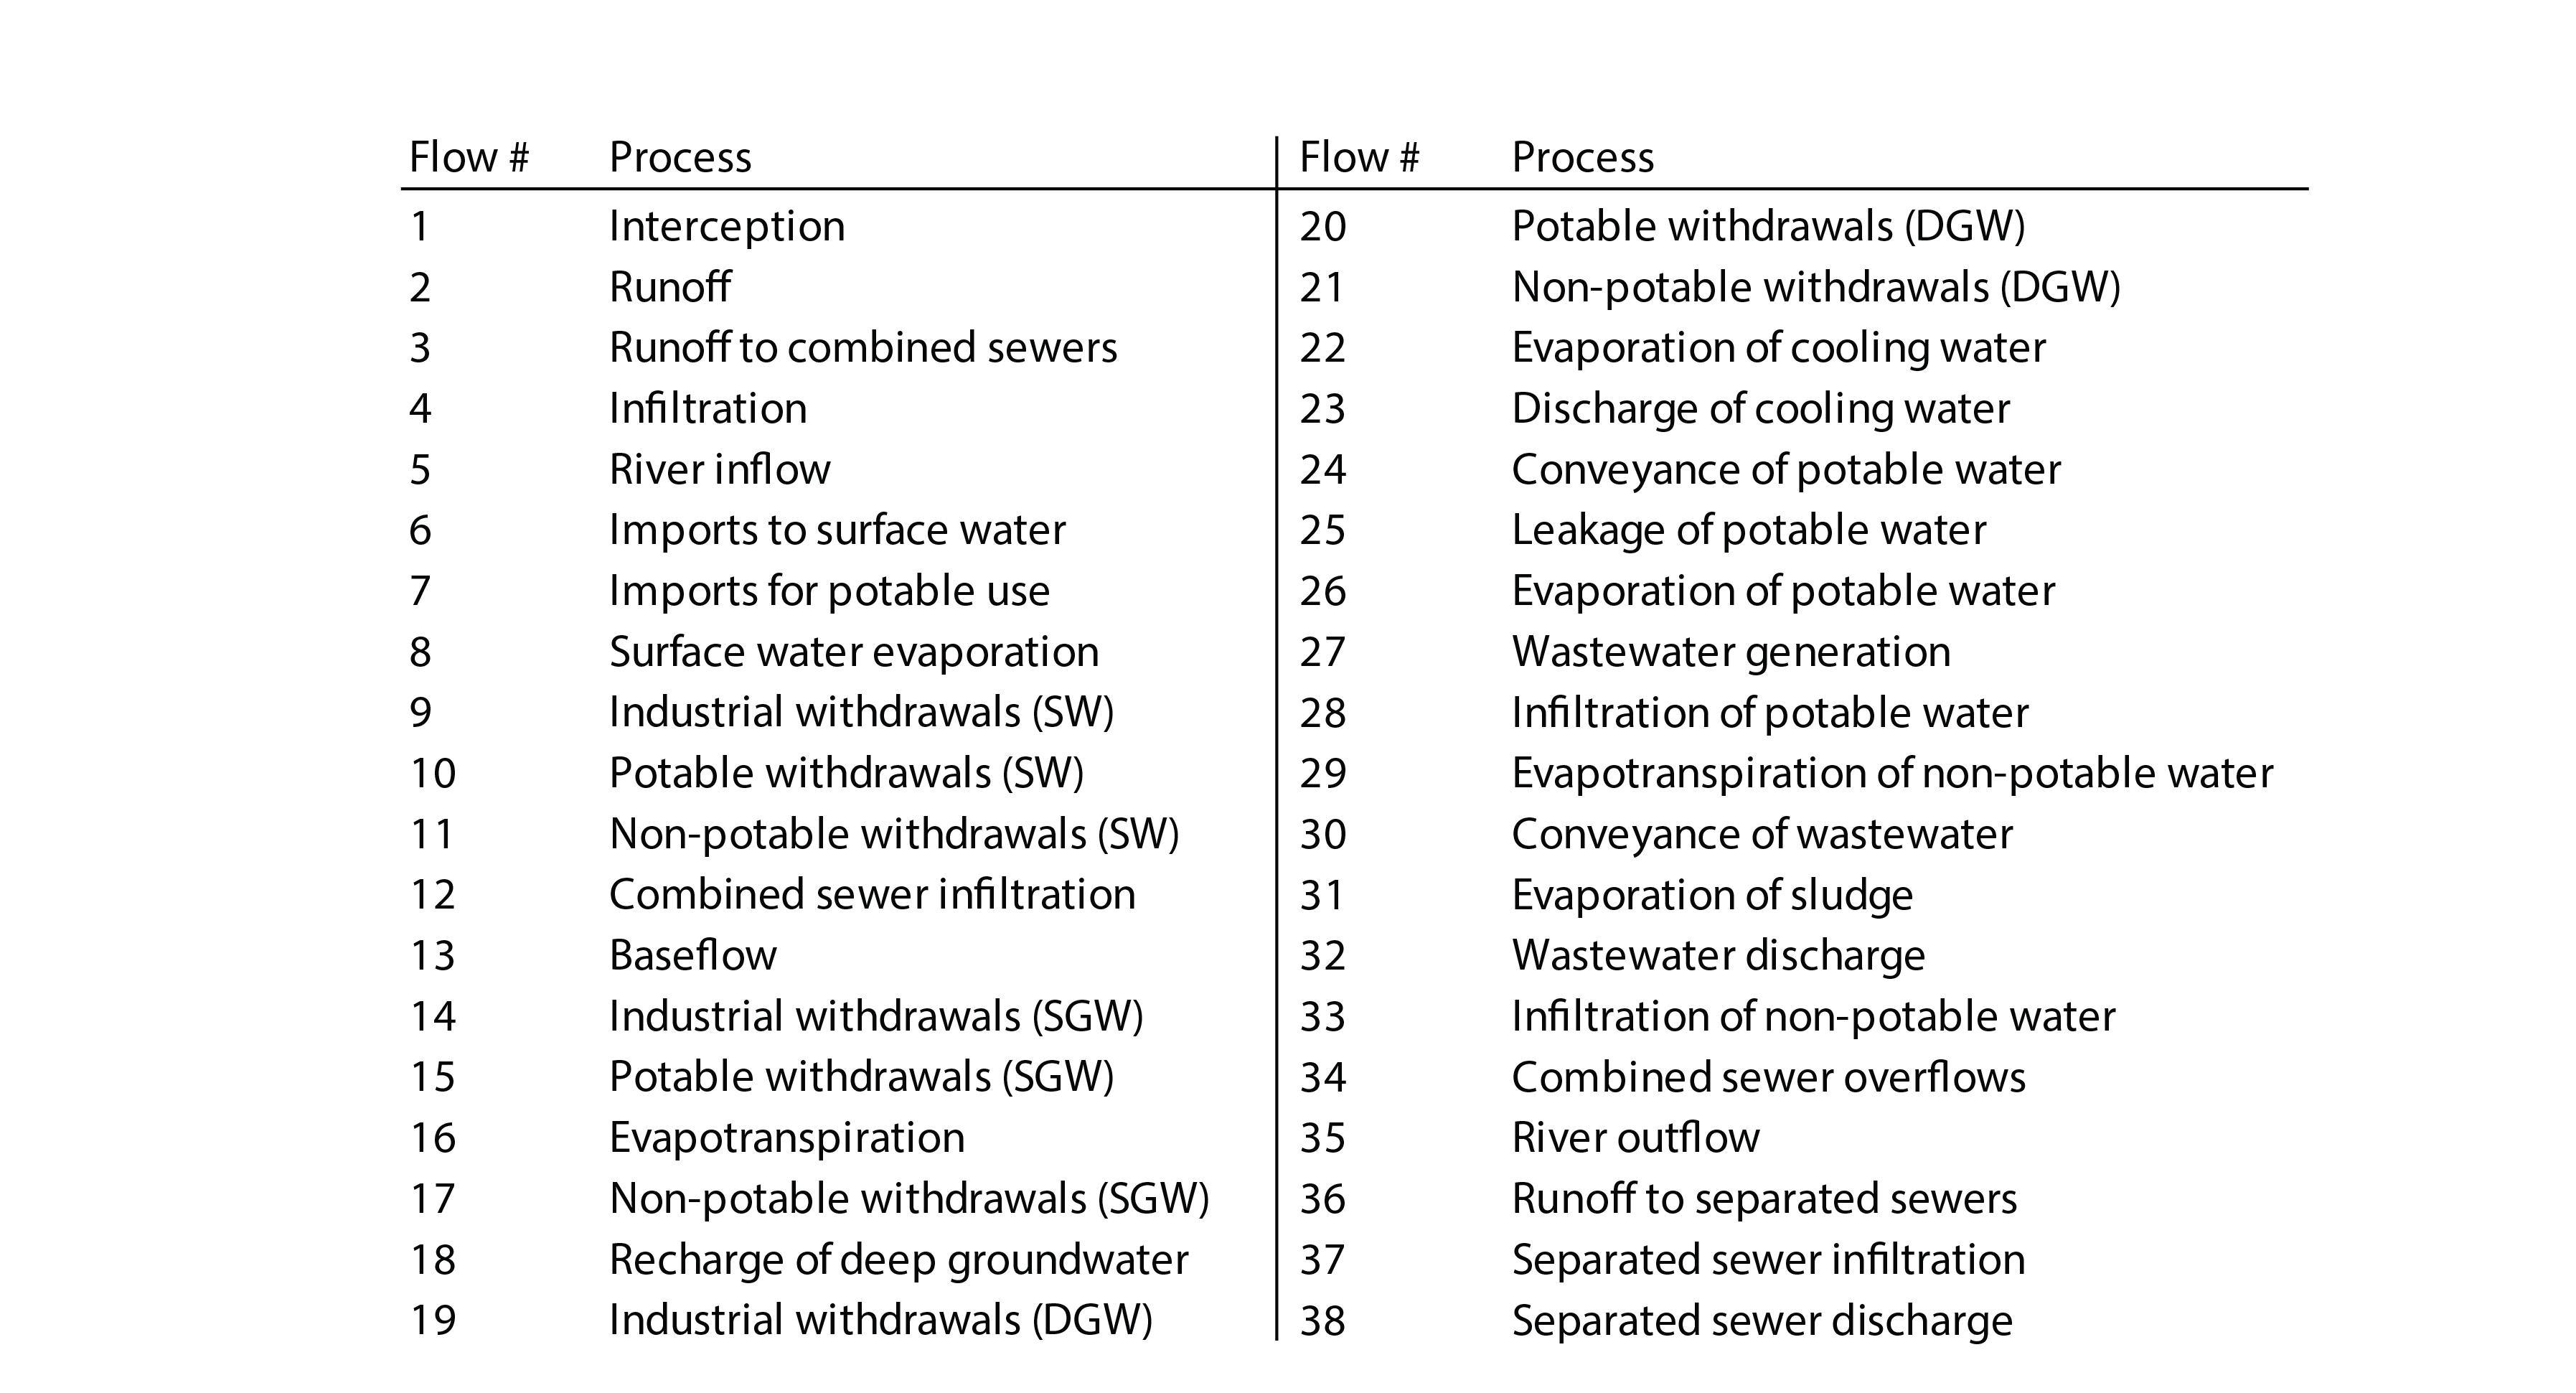 Flow # Process Flow # Process
1 Interception 20 Potable withdrawals (DGW)
2 Runoff 21 Non-potable withdrawals (DGW)
3 Runoff to combined sewers 22 Evaporation of cooling water
4 Infiltration 23 Discharge of cooling water
5 River inflow 24 Conveyance of potable water
6 Imports to surface water 25 Leakage of potable water
7 Imports for potable use 26 Evaporation of potable water
8 Surface water evaporation 27 Wastewater generation
9 Industrial withdrawals (SW) 28 Infiltration of potable water
10 Potable withdrawals (SW) 29 Evapotranspiration of non-potable water
11 Non-potable withdrawals (SW) 30 Conveyance of wastewater
12 Combined sewer infiltration 31 Evaporation of sludge
13 Baseflow 32 Wastewater discharge
14 Industrial withdrawals (SGW) 33 Infiltration of non-potable water
15 Potable withdrawals (SGW) 34 Combined sewer overflows
16 Evapotranspiration 35 River outflow
17 Non-potable withdrawals (SGW) 36 Runoff to separated sewers
18 Recharge of deep groundwater 37 Separated sewer infiltration
19 Industrial withdrawals (DGW) 38 Separated sewer discharge